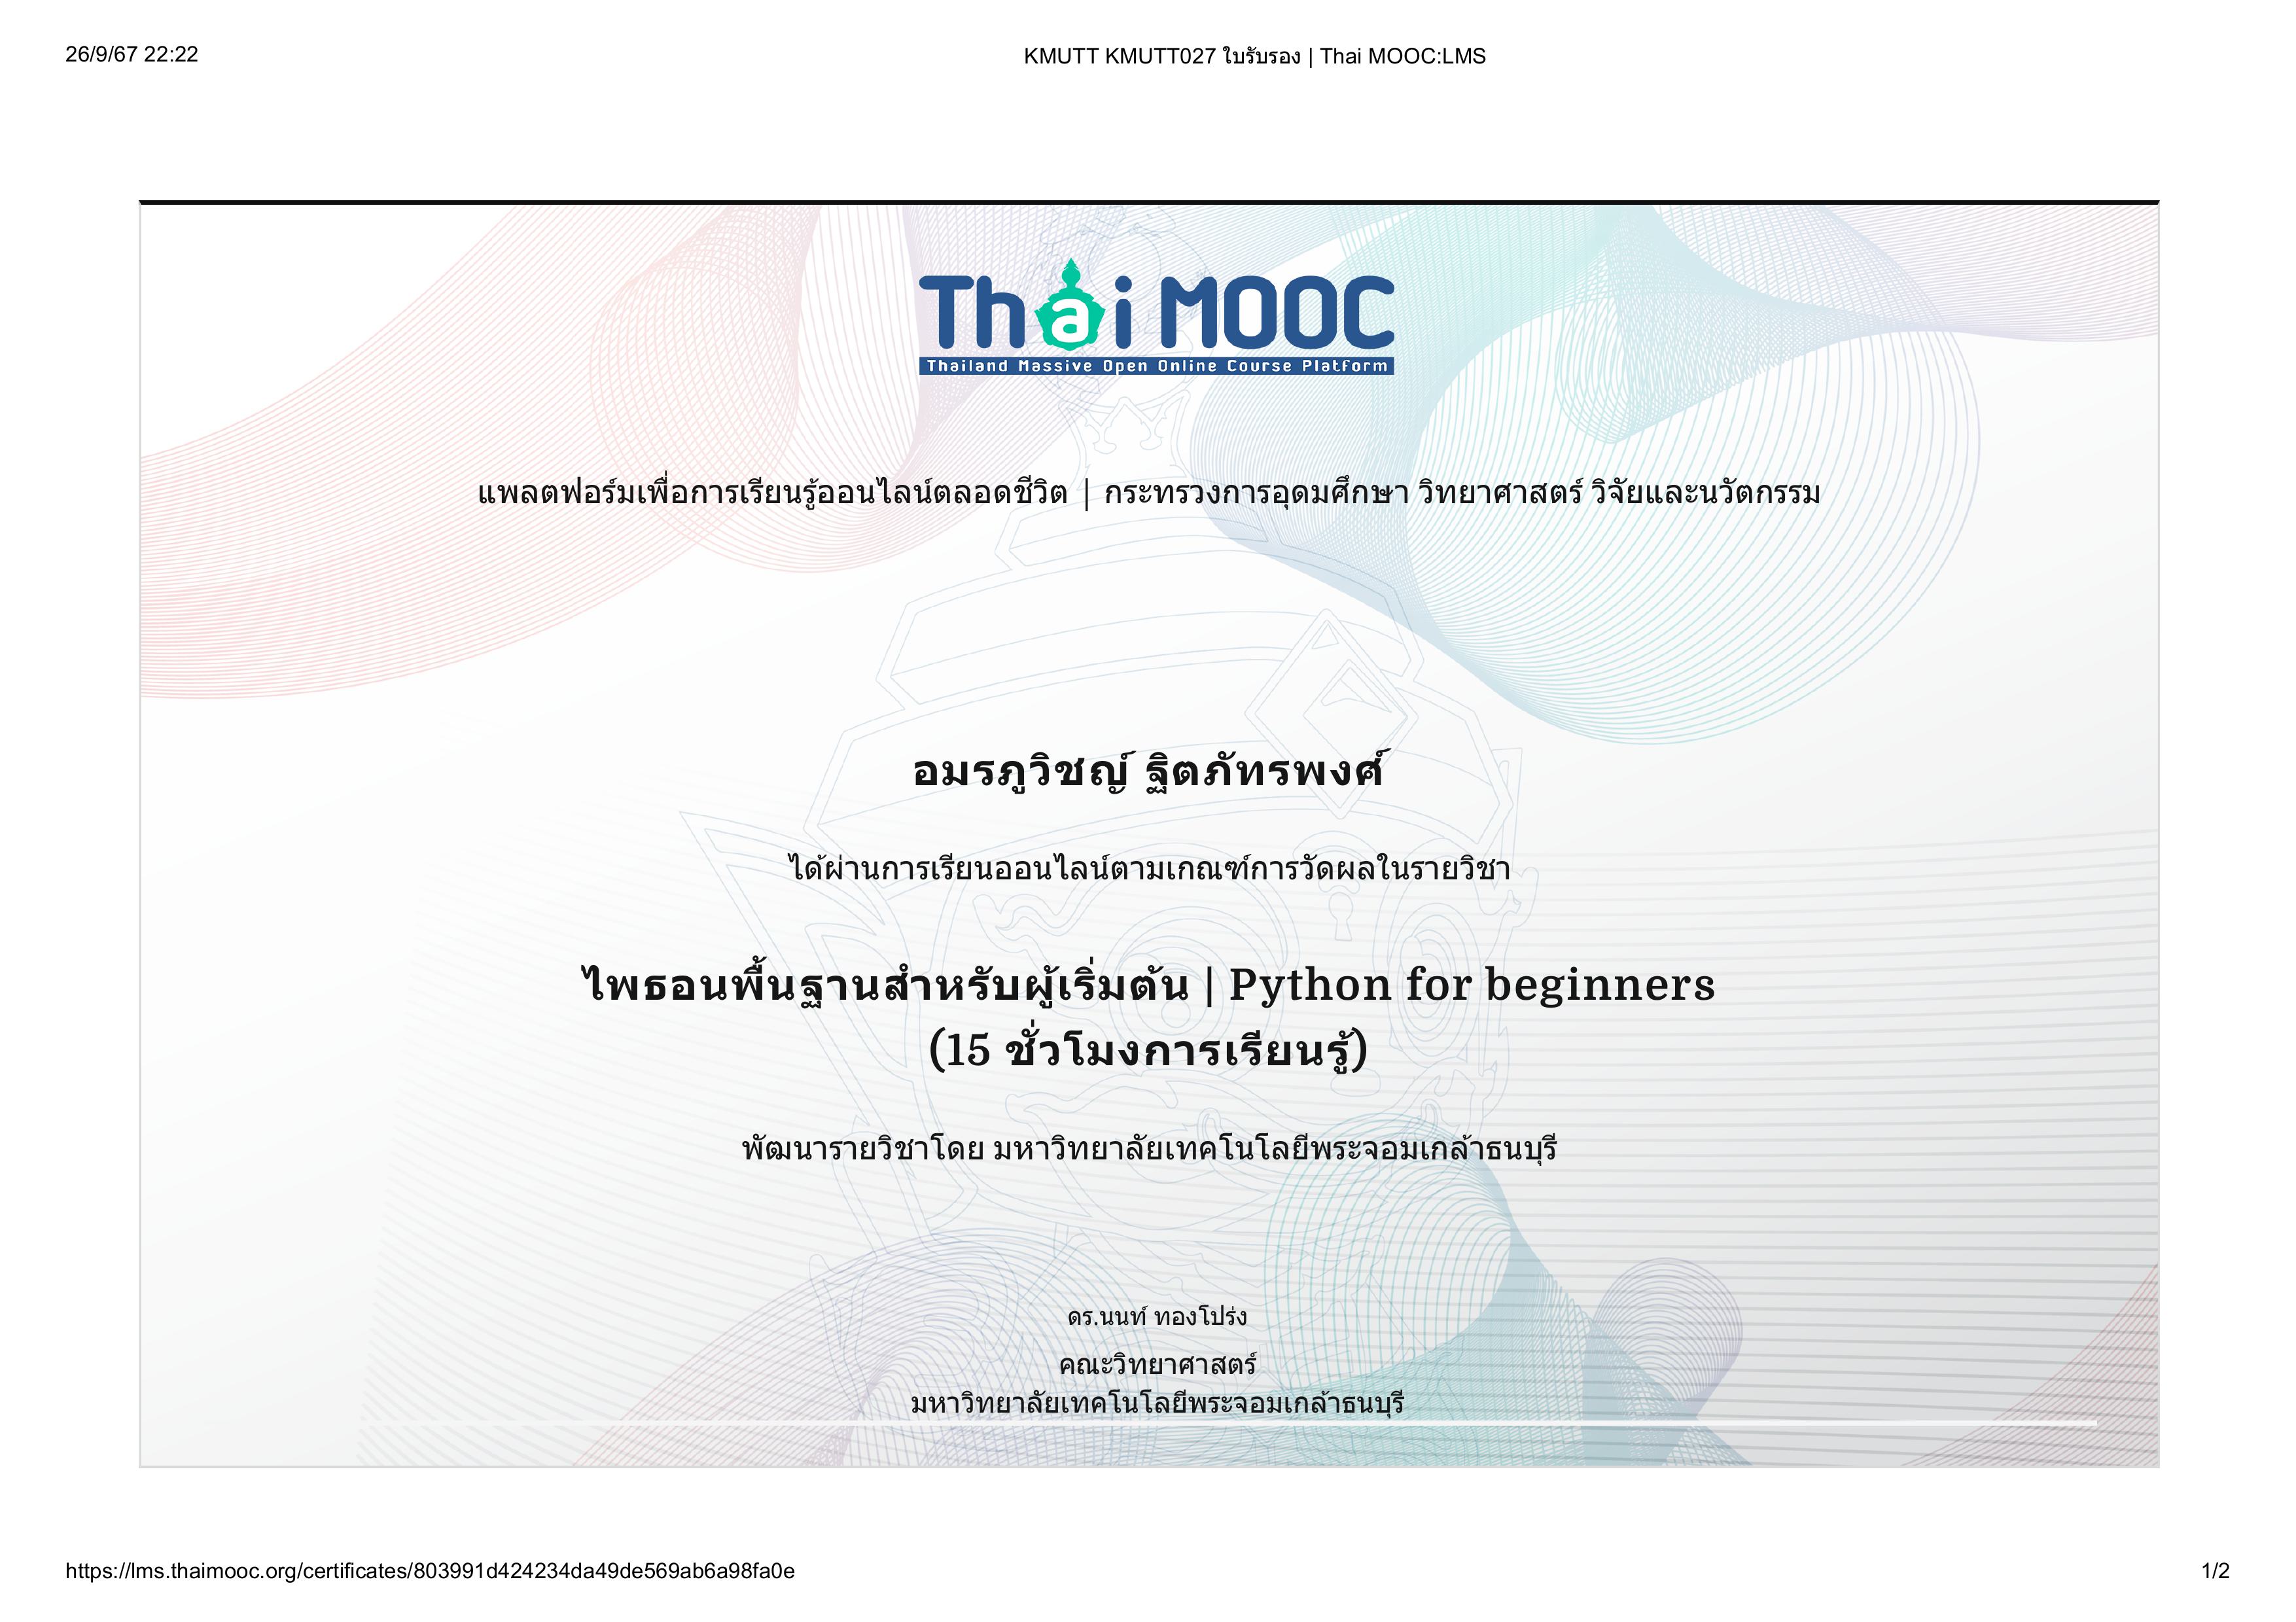 26/9/67 22:22
KMUTT KMUTT027 ใบรับรอง | Thai MOOC:LMS
Thai MOOC
Thailand Massive Open Online Course Platform
แพลตฟอร์มเพื่อการเรียนรู้ออนไลน์ตลอดชีวิต | กระทรวงการอุดมศึกษา วิทยาศาสตร์ วิจัยและนวัตกรรม
อมรภูวิชญ์ ฐิตภัทรพงศ์
ได้ผ่านการเรียนออนไลน์ตามเกณฑ์การวัดผลในรายวิชา
ไพธอนพื้นฐานสำหรับผู้เริ่มต้น | Python for beginners
(15 ชั่วโมงการเรียนรู้)
พัฒนารายวิชาโดย มหาวิทยาลัยเทคโนโลยีพระจอมเกล้าธนบุรี
ดร.นนท์ ทองโปร่ง
คณะวิทยาศาสตร์
มหาวิทยาลัยเทคโนโลยีพระจอมเกล้าธนบุรี
https://lms.thaimooc.org/certificates/803991d424234da49de569ab6a98fa0e
1/2